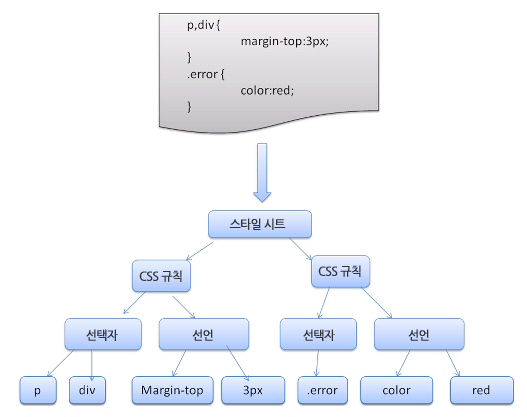 p,div {
margin-top:3px;
}
.error {
color:red;
}
스타일 시트
CSS 규칙 CSS 규칙
선택자 선언 선택자 선언
p div Margin-top 3px .error color red